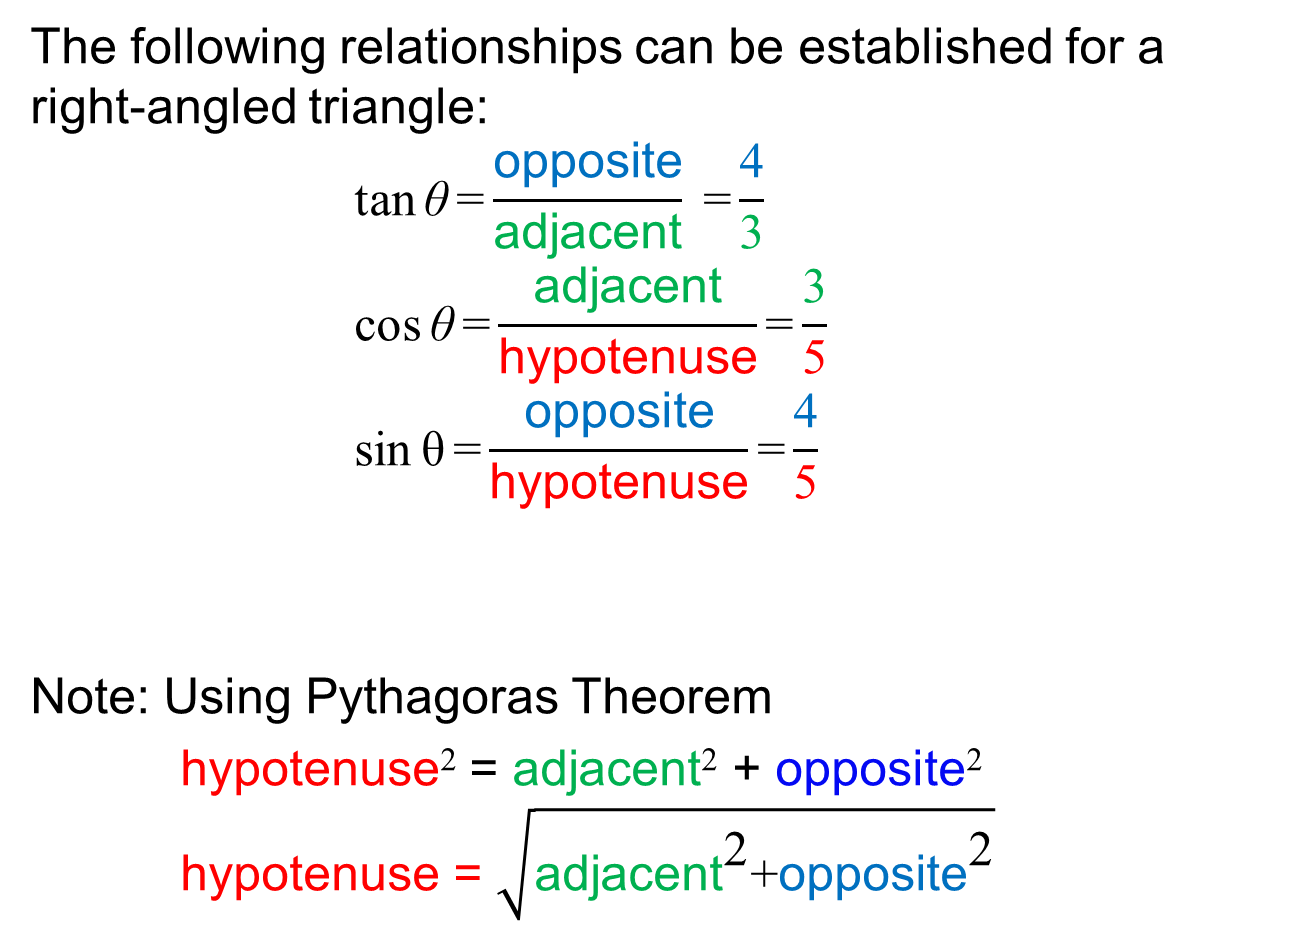 The following relationships can be established for a
right-angled triangle:
tan θ = opposite/adjacent = 4/3
cos θ = adjacent/hypotenuse = 3/5
sin θ = opposite/hypotenuse = 4/5
Note: Using Pythagoras Theorem
hypotenuse² = adjacent² + opposite²
hypotenuse = √(adjacent²+opposite²)